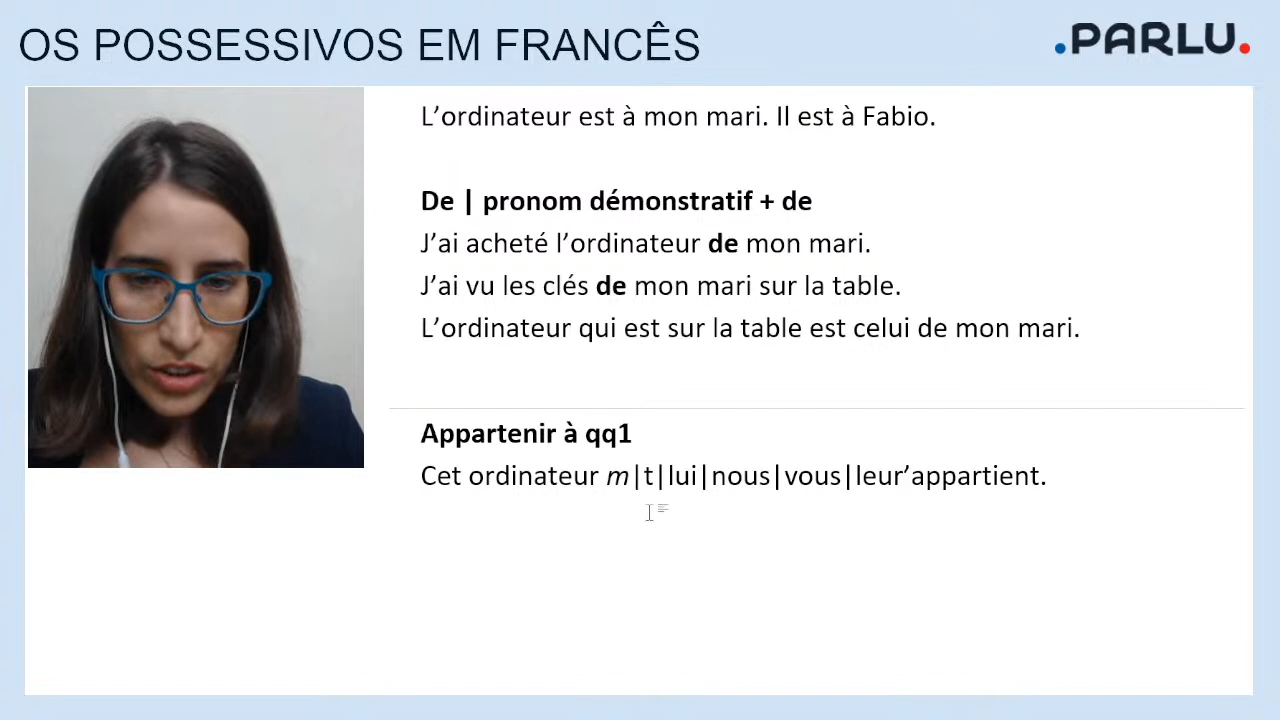 OS POSSESSIVOS EM FRANCÊS
.PARLU.
L’ordinateur est à mon mari. Il est à Fabio.
De | pronom démonstratif + de
J’ai acheté l’ordinateur de mon mari.
J’ai vu les clés de mon mari sur la table.
L’ordinateur qui est sur la table est celui de mon mari.
Appartenir à qq1
Cet ordinateur m|t|lui|nous|vous|leur’appartient.